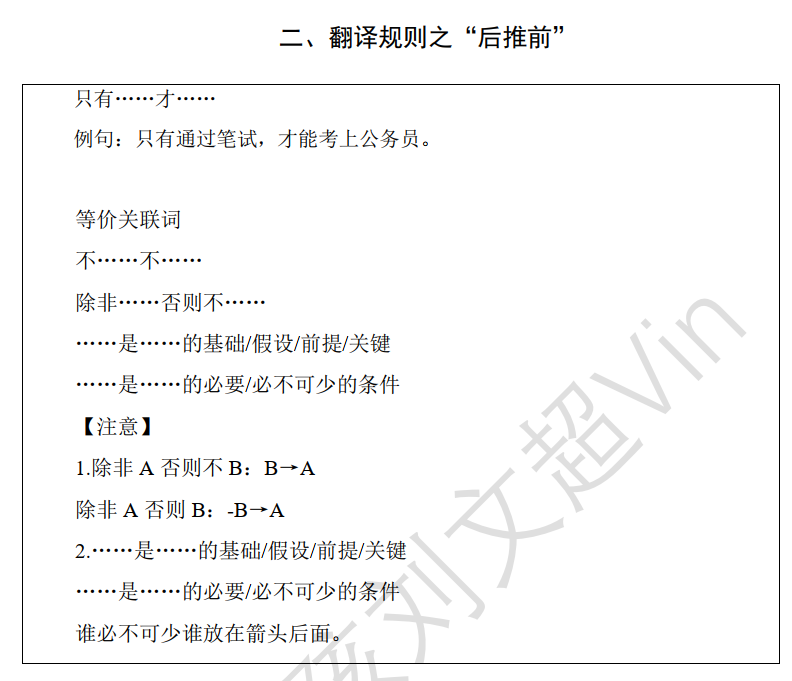 二、翻译规则之“后推前”
只有……才……
例句：只有通过笔试，才能考上公务员。
等价关联词
不……不……
除非……否则不……
……是……的基础/假设/前提/关键
……是……的必要/必不可少的条件
【注意】
1.除非 A 否则不 B：B→A
除非 A 否则 B：-B→A
2.……是……的基础/假设/前提/关键
……是……的必要/必不可少的条件
谁必不可少谁放在箭头后面。
孩刘文超Vin